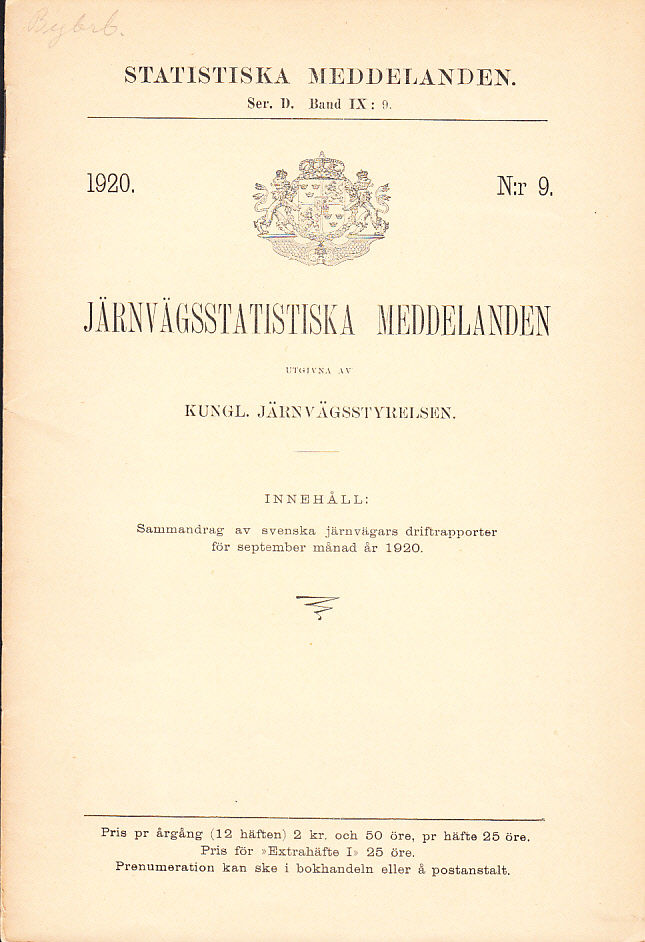 STATISTISKA MEDDELANDEN.
Ser. D. Band IX: 9.
1920.
N:r 9.
JÄRNVÄGSSTATISTISKA MEDDELANDEN
UTGIVNA AV
KUNGL. JÄRNVÄGSSTYRELSEN.
INNEHÅLL:
Sammandrag av svenska järnvägars driftrapporter
för september månad år 1920.
Pris pr årgång (12 häften) 2 kr. och 50 öre, pr häfte 25 öre.
Pris för »Extrahäfte I» 25 öre.
Prenumeration kan ske i bokhandeln eller å postanstalt.